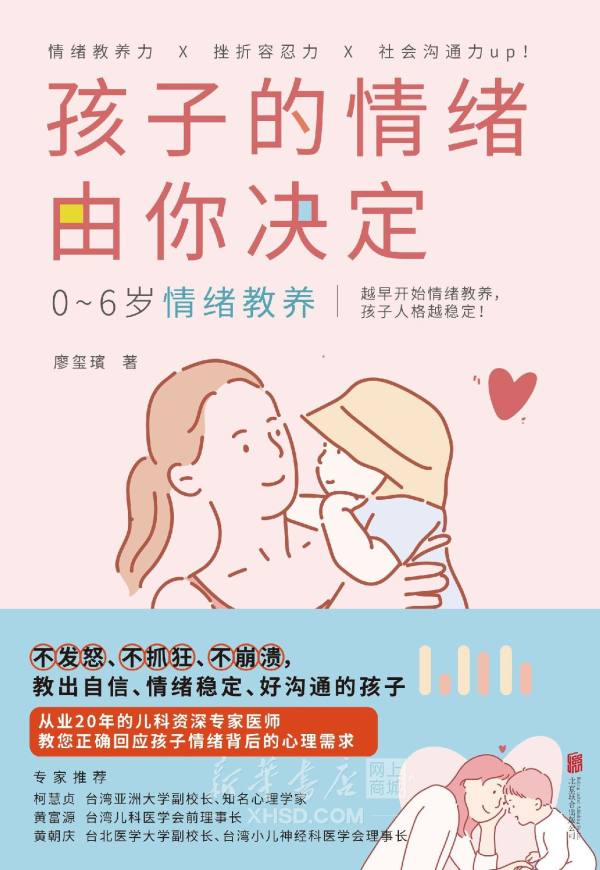 情绪教养力 X 挫折容忍力 X 社会沟通力up!
孩子的情绪
由你决定
0~6岁情绪教养
越早开始情绪教养,
孩子人格越稳定!
廖玺璸 著
不发怒、不抓狂、不崩溃,
教出自信、情绪稳定、好沟通的孩子
从业20年的儿科资深专家医师
教您正确回应孩子情绪背后的心理需求
专家推荐
柯慧贞 台湾亚洲大学副校长、知名心理学家
黄富源 台湾儿科医学会前理事长
黄朝庆 台北医学大学副校长、台湾小儿神经科医学会理事长
新华书店
网上
商城
XHSD.COM
北京联合出版公司